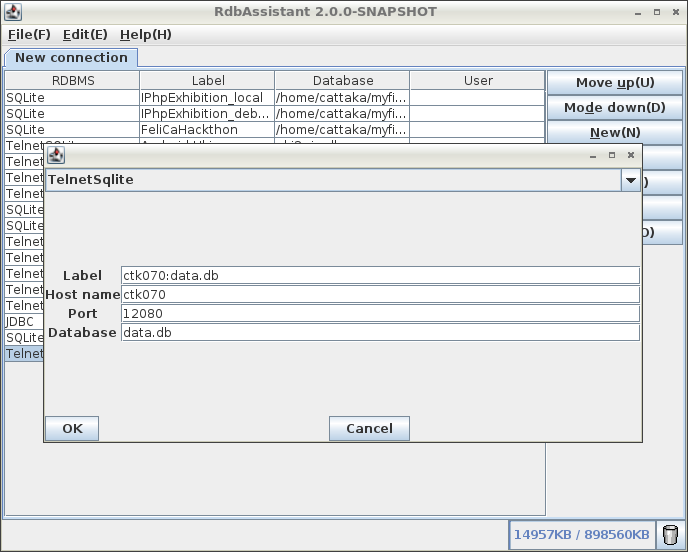 RdbAssistant 2.0.0-SNAPSHOT
File(F) Edit(E) Help(H)
New connection
RDBMS Label Database User
SQLite IPhpExhibition_local /home/cattaka/myfi...
SQLite IPhpExhibition_deb... /home/cattaka/myfi...
SQLite FeliCaHackthon /home/cattaka/myfi...
Move up(U)
Mode down(D)
New(N)
TelnetSqlite
Label ctk070:data.db
Host name ctk070
Port 12080
Database data.db
OK Cancel
Telnet
Telnet
Telnet
SQLite
SQLite
Telnet
Telnet
Telnet
Telnet
Telnet
JDBC
SQLite
Telnet
14957KB / 898560KB